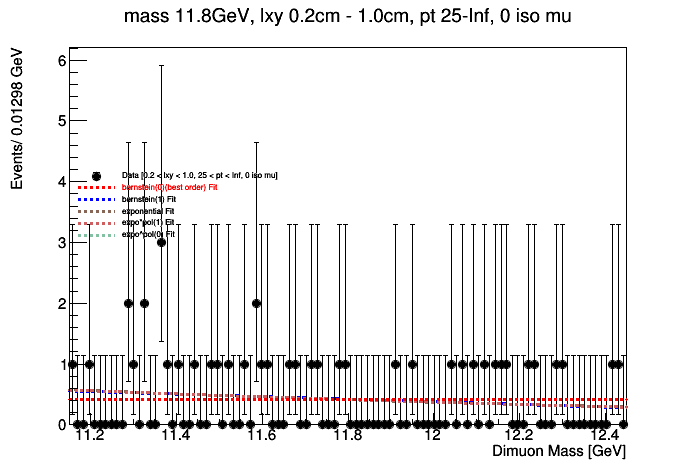 mass 11.8GeV, lxy 0.2cm - 1.0cm, pt 25-Inf, 0 iso mu
Events/ 0.01298 GeV
6
5
4
3
2
1
0
Data [0.2 < lxy < 1.0, 25 < pt < Inf, 0 iso mu]
bernstein(0)(best order) Fit
bernstein(1) Fit
exponential Fit
expo*pol(1) Fit
expo*pol(0) Fit
11.2 11.4 11.6 11.8 12 12.2 12.4
Dimuon Mass [GeV]